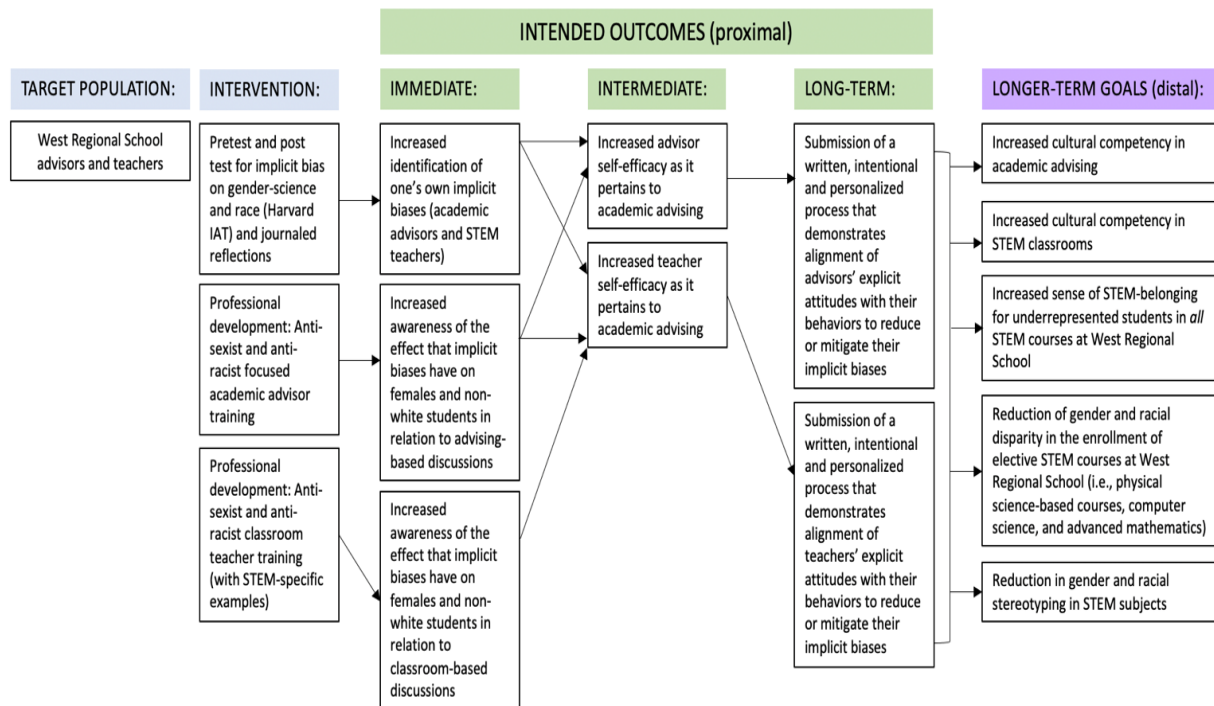 INTENDED OUTCOMES (proximal)
TARGET POPULATION:
INTERVENTION:
IMMEDIATE:
INTERMEDIATE:
LONG-TERM:
LONGER-TERM GOALS (distal):
West Regional School
advisors and teachers
Pretest and post
test for implicit bias
on gender-science
and race (Harvard
IAT) and journaled
reflections
Professional
development: Anti-
sexist and anti-
racist focused
academic advisor
training
Professional
development: Anti-
sexist and anti-
racist classroom
teacher training
(with STEM-specific
examples)
Increased
identification of
one's own implicit
biases (academic
advisors and STEM
teachers)
Increased
awareness of the
effect that implicit
biases have on
females and non-
white students in
relation to advising-
based discussions
Increased
awareness of the
effect that implicit
biases have on
females and non-
white students in
relation to
classroom-based
discussions
Increased advisor
self-efficacy as it
pertains to
academic advising
Increased teacher
self-efficacy as it
pertains to
academic advising
Submission of a
written, intentional
and personalized
process that
demonstrates
alignment of
advisors' explicit
attitudes with their
behaviors to reduce
or mitigate their
implicit biases
Submission of a
written, intentional
and personalized
process that
demonstrates
alignment of
teachers' explicit
attitudes with their
behaviors to reduce
or mitigate their
implicit biases
Increased cultural competency in
academic advising
Increased cultural competency in
STEM classrooms
Increased sense of STEM-belonging
for underrepresented students in all
STEM courses at West Regional
School
Reduction of gender and racial
disparity in the enrollment of
elective STEM courses at West
Regional School (i.e., physical
science-based courses, computer
science, and advanced mathematics)
Reduction in gender and racial
stereotyping in STEM subjects